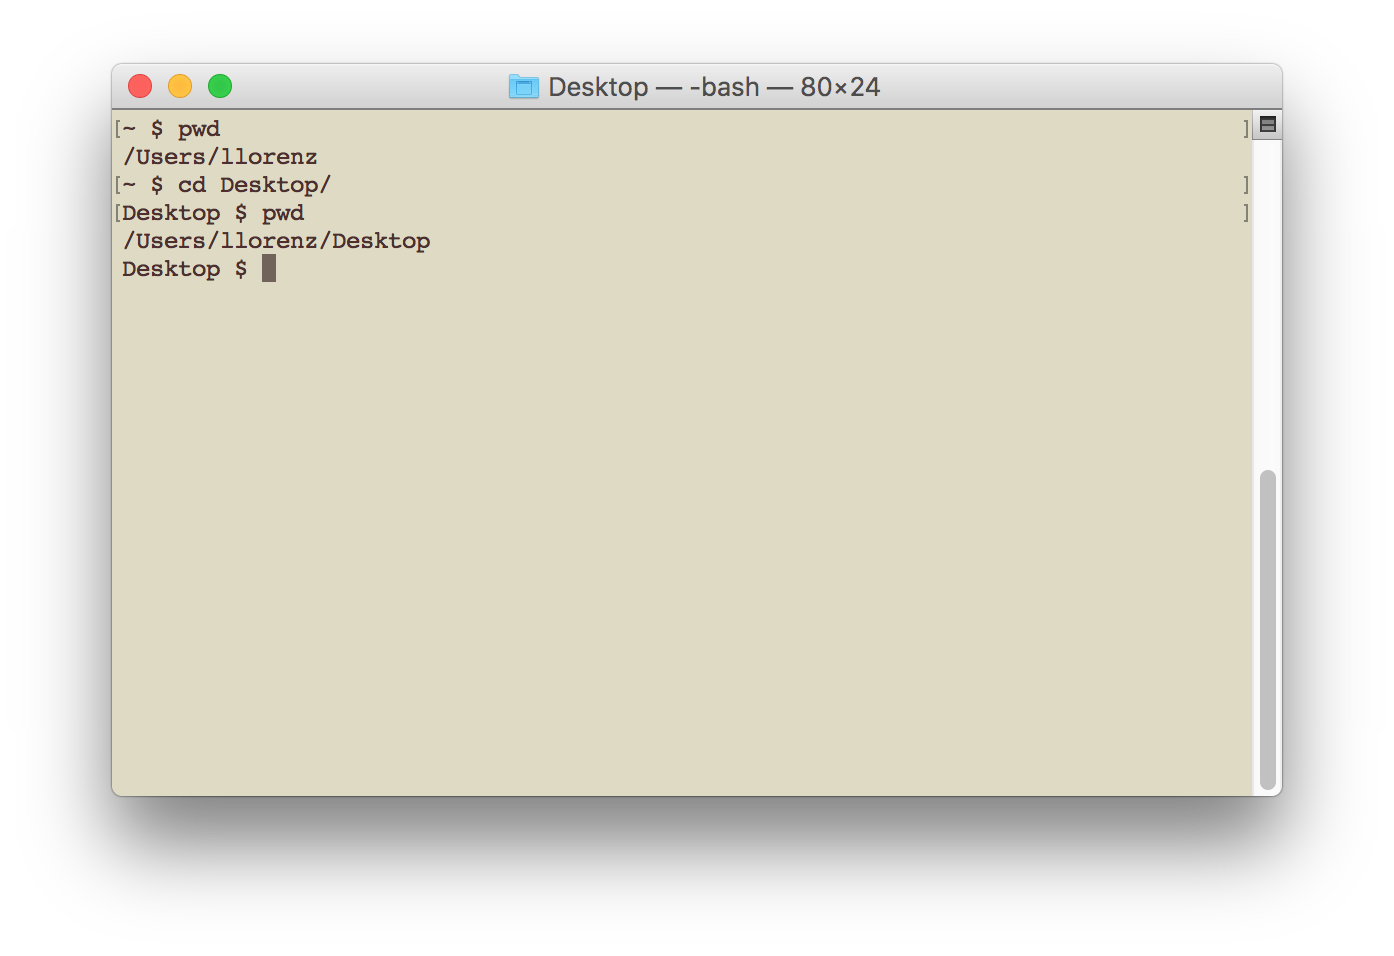 Desktop — -bash — 80×24
[~ $ pwd ]
/Users/llorenz
[~ $ cd Desktop/ ]
[Desktop $ pwd ]
/Users/llorenz/Desktop
Desktop $